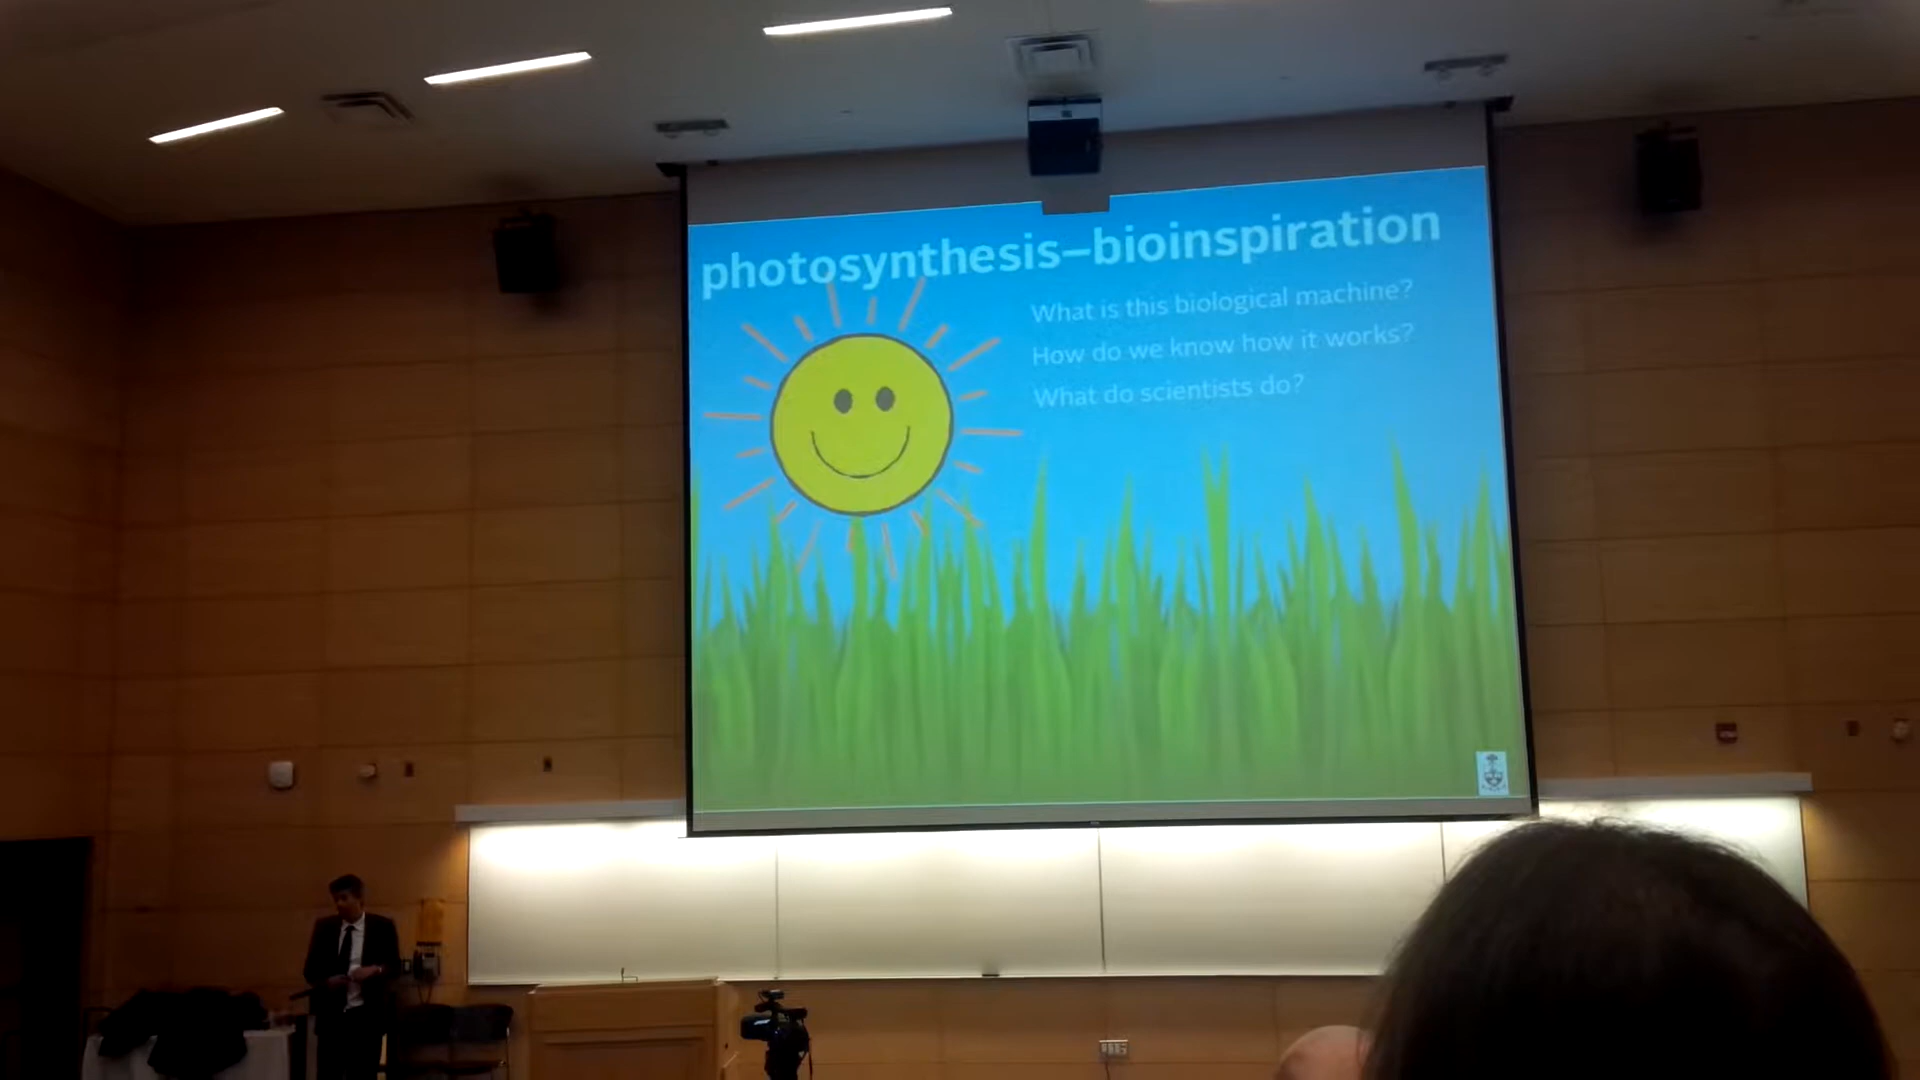 photosynthesis–bioinspiration
What is this biological machine?
How do we know how it works?
What do scientists do?